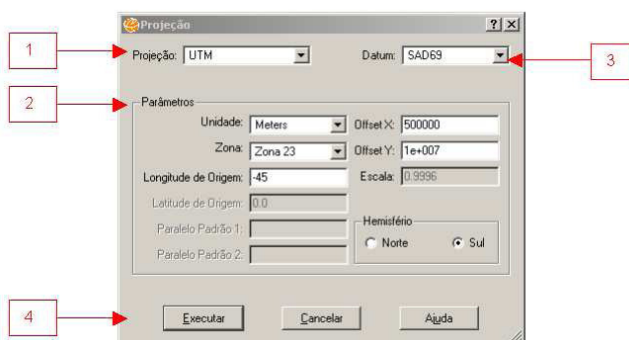 Projeção
1
Projeção: UTM
Datum: SAD69
3
2
Parâmetros
Unidade: Meters
Offset X: 500000
Zona: Zona 23
Offset Y: 1e+007
Longitude de Origem: -45
Escala: 0.9996
Latitude de Origem: 0.0
Paralelo Padrão 1:
Paralelo Padrão 2:
Hemisfério
Norte
Sul
4
Executar
Cancelar
Ajuda